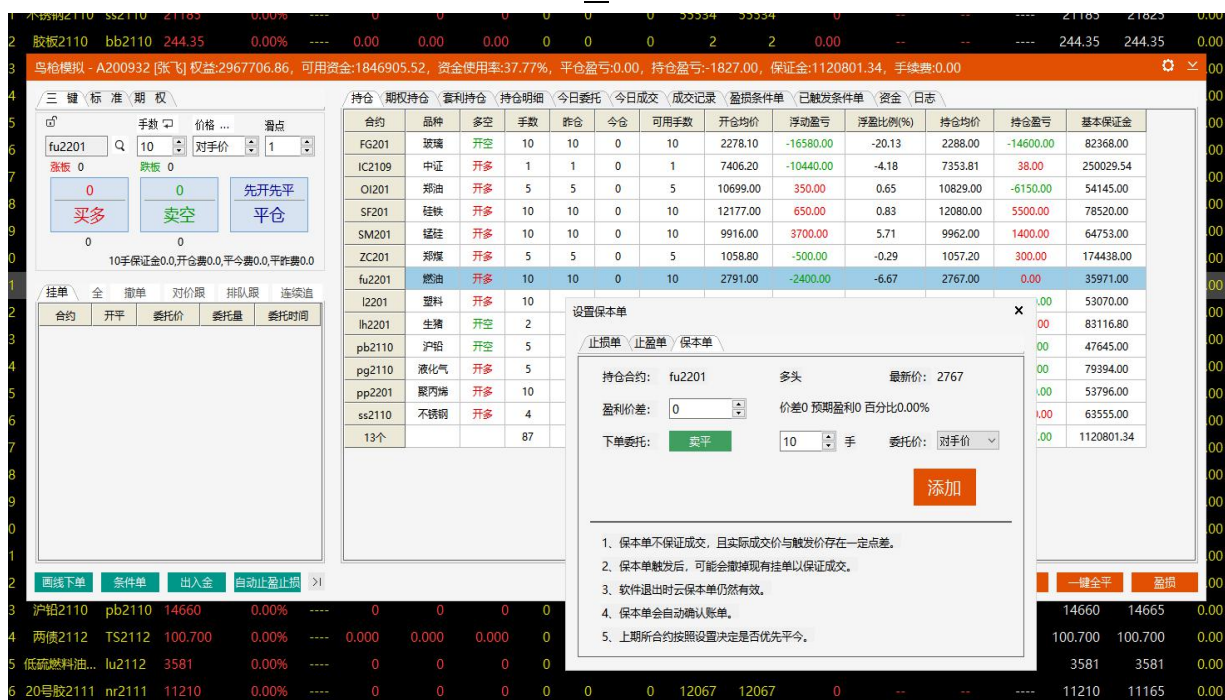 不锈钢2110 ss2110 21185 0.00% ---- 0 0 0 0 0 0 55534 55534 0 -- -- ---- 21185 21825 0.00
2 胶板2110 bb2110 244.35 0.00% ---- 0.00 0.00 0.00 0 0 0 2 2 0.00 -- -- ---- 244.35 244.35 0.00
鸟枪模拟 - A200932 [张飞] 权益:2967706.86, 可用资金:1846905.52, 资金使用率:37.77%, 平仓盈亏:0.00, 持仓盈亏:-1827.00, 保证金:1120801.34, 手续费:0.00
三键 标准 期权
手数 价格 ... 滑点
fu2201 10 对手价 1
涨板 0 跌板 0
0 0 先开先平
买多 卖空 平仓
0 0
10手保证金0.0,开仓费0.0,平今费0.0,平昨费0.0
挂单 全 撤单 对价跟 排队跟 连续追
合约 开平 委托价 委托量 委托时间
持仓 期权持仓 套利持仓 持仓明细 今日委托 今日成交 成交记录 盈损条件单 已触发条件单 资金 日志
合约 品种 多空 手数 昨仓 今仓 可用手数 开仓均价 浮动盈亏 浮盈比例(%) 持仓均价 持仓盈亏 基本保证金
FG201 玻璃 开空 10 10 0 10 2278.10 -16580.00 -20.13 2288.00 -14600.00 82368.00
IC2109 中证 开多 1 1 0 1 7406.20 -10440.00 -4.18 7353.81 38.00 250029.54
OI201 郑油 开多 5 5 0 5 10699.00 350.00 0.65 10829.00 -6150.00 54145.00
SF201 硅铁 开多 10 10 0 10 12177.00 650.00 0.83 12080.00 5500.00 78520.00
SM201 锰硅 开多 10 10 0 10 9916.00 3700.00 5.71 9962.00 1400.00 64753.00
ZC201 郑煤 开多 5 5 0 5 1058.80 -500.00 -0.29 1057.20 300.00 174438.00
fu2201 燃油 开多 10 10 0 10 2791.00 -2400.00 -6.67 2767.00 0.00 35971.00
l2201 塑料 开多 10 .00 53070.00
lh2201 生猪 开空 2 00 83116.80
pb2110 沪铅 开空 5 00 47645.00
pg2110 液化气 开多 5 00 79394.00
pp2201 聚丙烯 开多 10 .00 53796.00
ss2110 不锈钢 开多 4 .00 63555.00
13个 87 .00 1120801.34
设置保本单 ×
止损单 止盈单 保本单
持仓合约: fu2201 多头 最新价: 2767
盈利价差: 0 价差0 预期盈利0 百分比0.00%
下单委托: 卖平 10 手 委托价: 对手价
添加
1、保本单不保证成交，且实际成交价与触发价存在一定点差。
2、保本单触发后，可能会撤掉现有挂单以保证成交。
3、软件退出时云保本单仍然有效。
4、保本单会自动确认账单。
5、上期所合约按照设置决定是否优先平今。
画线下单 条件单 出入金 自动止盈止损 一键全平 盈损
3 沪铅2110 pb2110 14660 0.00% ---- 0 0 0 0 14660 14665 0.00
4 两债2112 TS2112 100.700 0.00% ---- 0.000 0.000 0.000 0 100.700 100.700 0.00
5 低硫燃料油... lu2112 3581 0.00% ---- 0 0 0 0 3581 3581 0.00
6 20号胶2111 nr2111 11210 0.00% ---- 0 0 0 0 0 0 12067 12067 0 -- -- ---- 11210 11165 0.00